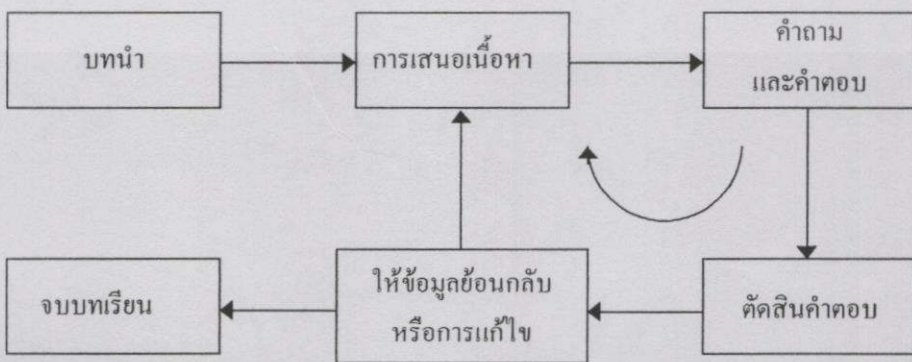 บทนำ
การเสนอเนื้อหา
คำถาม
และคำตอบ
จบบทเรียน
ให้ข้อมูลย้อนกลับ
หรือการแก้ไข
ตัดสินคำตอบ